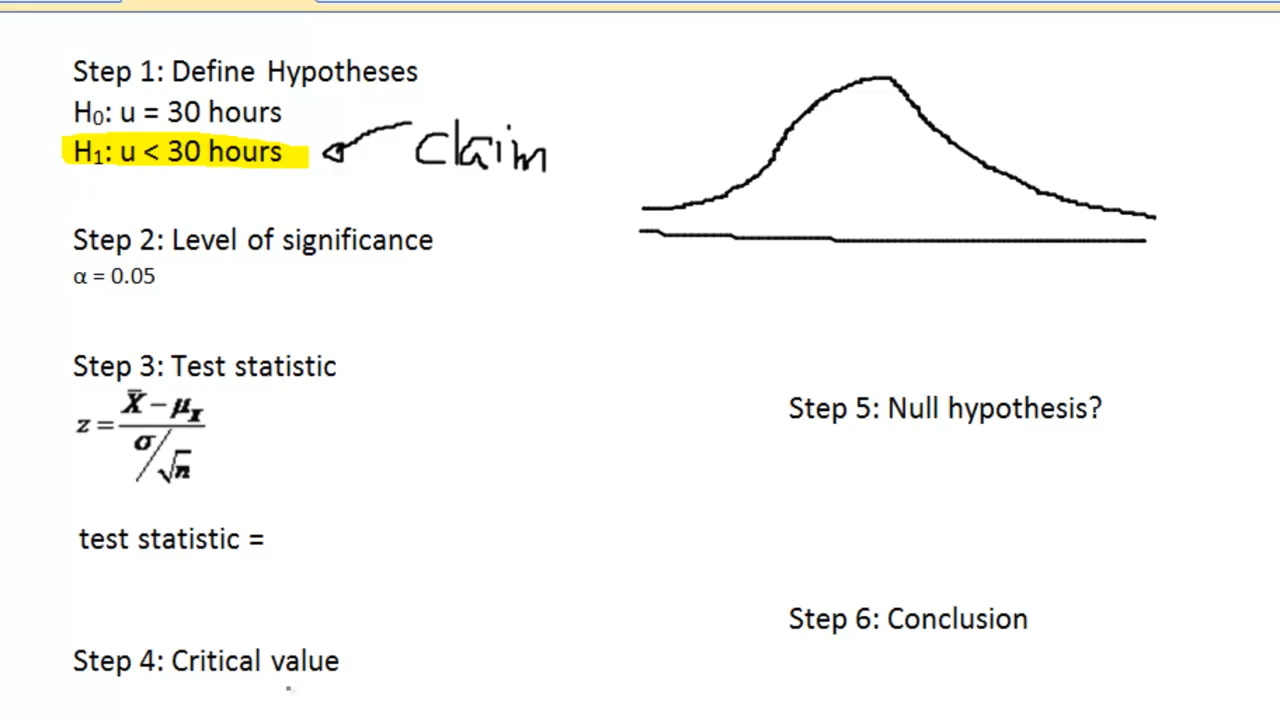 Step 1: Define Hypotheses
H₀: u = 30 hours
H₁: u < 30 hours
claim
Step 2: Level of significance
α = 0.05
Step 3: Test statistic
z = (X̄ − μ_X) / (σ/√n)
test statistic =
Step 4: Critical value
Step 5: Null hypothesis?
Step 6: Conclusion